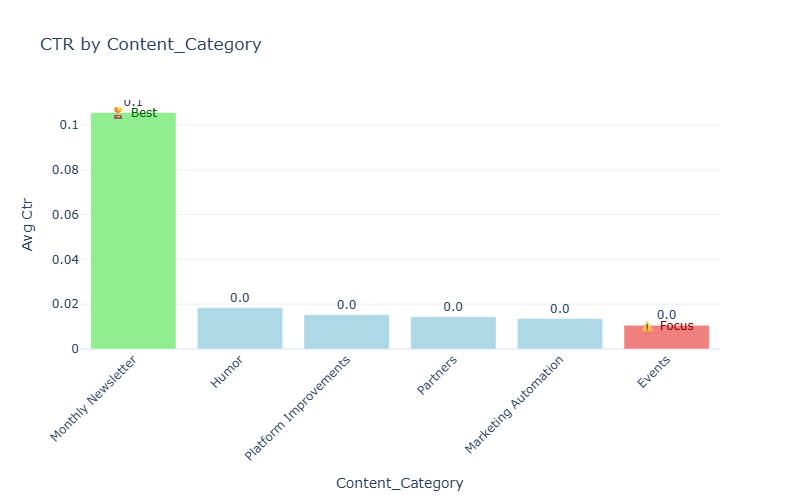 CTR by Content_Category
0.1
🏆 Best
0.1
0.08
0.06
0.04
0.02
0
Avg Ctr
0.0
0.0
0.0
0.0
0.0
⚠️ Focus
Monthly Newsletter
Humor
Platform Improvements
Partners
Marketing Automation
Events
Content_Category